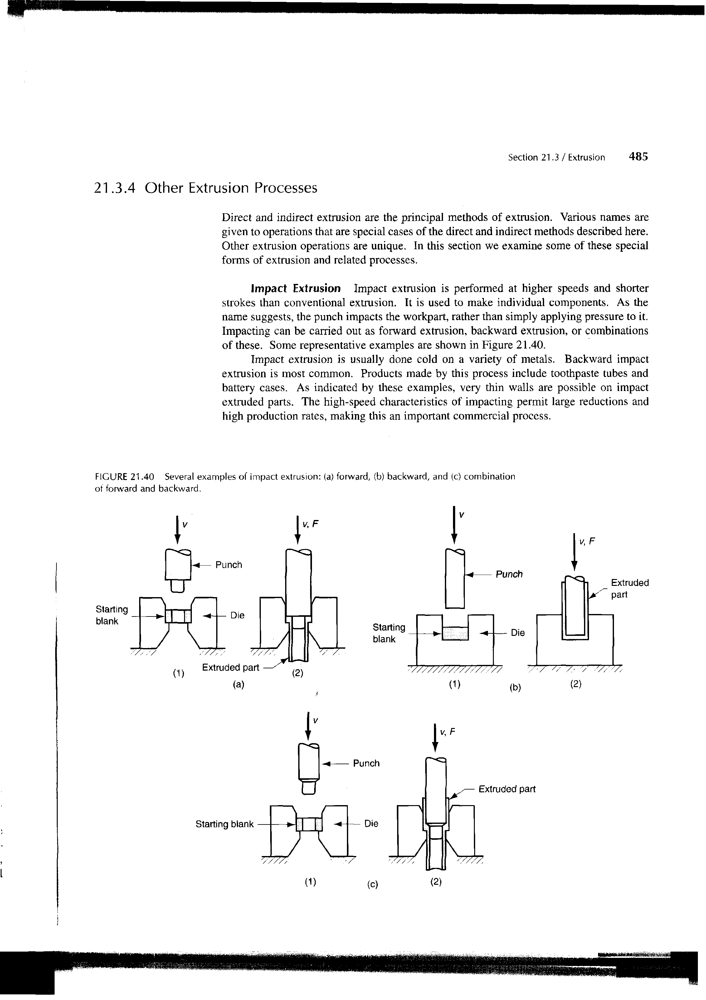 Section 21.3 / Extrusion 485
21.3.4 Other Extrusion Processes
Direct and indirect extrusion are the principal methods of extrusion. Various names are
given to operations that are special cases of the direct and indirect methods described here.
Other extrusion operations are unique. In this section we examine some of these special
forms of extrusion and related processes.
Impact Extrusion Impact extrusion is performed at higher speeds and shorter
strokes than conventional extrusion. It is used to make individual components. As the
name suggests, the punch impacts the workpart, rather than simply applying pressure to it.
Impacting can be carried out as forward extrusion, backward extrusion, or combinations
of these. Some representative examples are shown in Figure 21.40.
Impact extrusion is usually done cold on a variety of metals. Backward impact
extrusion is most common. Products made by this process include toothpaste tubes and
battery cases. As indicated by these examples, very thin walls are possible on impact
extruded parts. The high-speed characteristics of impacting permit large reductions and
high production rates, making this an important commercial process.
FIGURE 21.40 Several examples of impact extrusion: (a) forward, (b) backward, and (c) combination
of forward and backward.
v
v, F
Punch
Starting
blank
Die
Extruded part
(1)
(2)
(a)
v
v, F
Punch
Extruded
part
Starting
blank
Die
(1)
(b)
(2)
v
v, F
Punch
Extruded part
Starting blank
Die
(1)
(c)
(2)